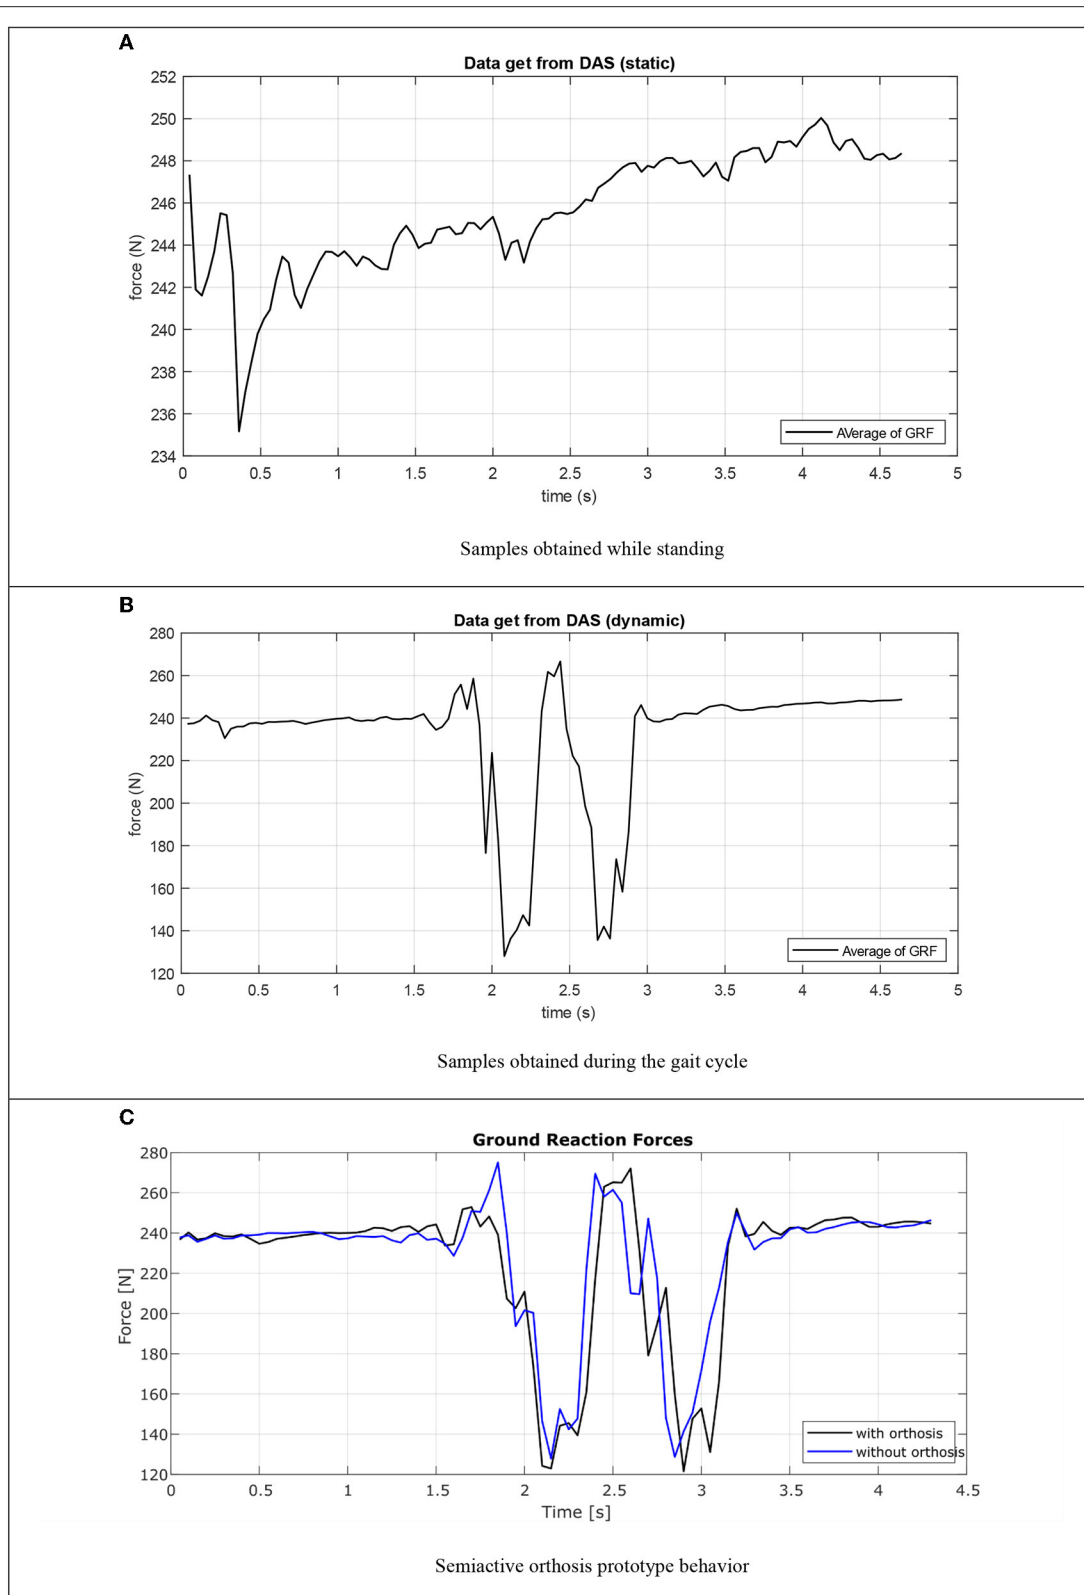 A
Data get from DAS (static)
252
250
248
246
244
242
240
238
236
234
force (N)
AVerage of GRF
0 0.5 1 1.5 2 2.5 3 3.5 4 4.5 5
time (s)
Samples obtained while standing
B
Data get from DAS (dynamic)
280
260
240
220
200
180
160
140
120
force (N)
Average of GRF
0 0.5 1 1.5 2 2.5 3 3.5 4 4.5 5
time (s)
Samples obtained during the gait cycle
C
Ground Reaction Forces
280
260
240
220
200
180
160
140
120
Force [N]
with orthosis
without orthosis
0 0.5 1 1.5 2 2.5 3 3.5 4 4.5
Time [s]
Semiactive orthosis prototype behavior